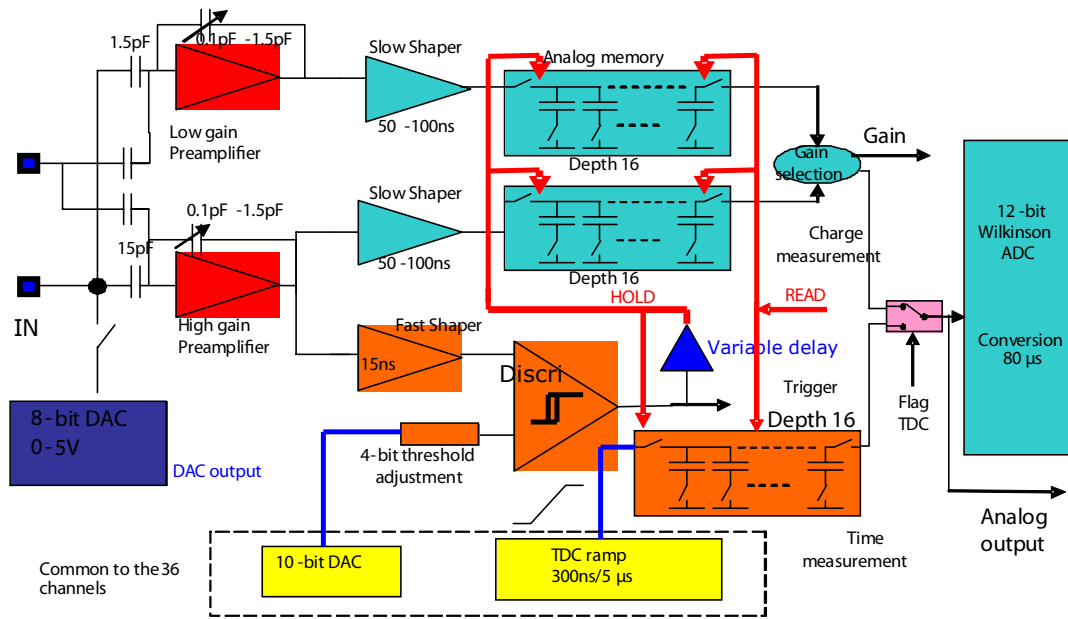 0.1pF -1.5pF
1.5pF
Slow Shaper
Analog memory
50 -100ns
Low gain
Preamplifier
Depth 16
Gain
Gain
selection
Slow Shaper
0.1pF -1.5pF
15pF
50 -100ns
Depth 16
12 -bit
Wilkinson
ADC
Charge
measurement
HOLD
READ
IN
High gain
Preamplifier
Fast Shaper
15ns
Discri
Variable delay
Conversion
80 µs
Trigger
Flag
TDC
8-bit DAC
0-5V
DAC output
4-bit threshold
adjustment
Depth 16
Analog
output
Time
measurement
Common to the 36
channels
10 -bit DAC
TDC ramp
300ns/5 µs